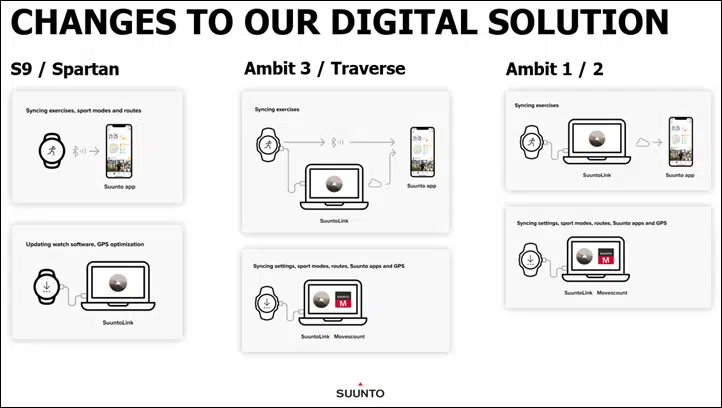 CHANGES TO OUR DIGITAL SOLUTION
S9 / Spartan
Syncing exercises, sport modes and routes
Suunto app
Updating watch software, GPS optimization
SuuntoLink
Ambit 3 / Traverse
Syncing exercises
Suunto app
SuuntoLink
Syncing settings, sport modes, routes, Suunto apps and GPS
SUUNTO
M
SuuntoLink Movescount
Ambit 1 / 2
Syncing exercises
SuuntoLink
Suunto app
Syncing settings, sport modes, routes, Suunto apps and GPS
SUUNTO
M
SuuntoLink Movescount
SUUNTO